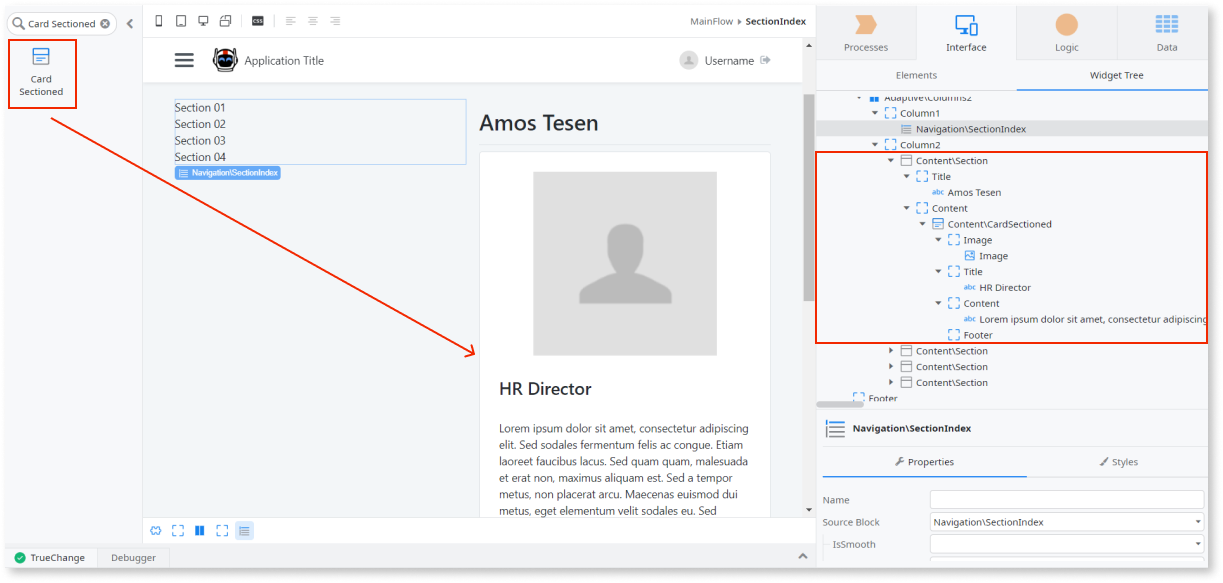 Card Sectioned
Card
Sectioned
css
MainFlow
SectionIndex
Application Title
Username
Section 01
Section 02
Section 03
Section 04
Navigation\SectionIndex
Amos Tesen
HR Director
Lorem ipsum dolor sit amet, consectetur adipiscing
elit. Sed sodales fermentum felis ac congue. Etiam
laoreet faucibus lacus. Sed quam quam, malesuada
et erat non, maximus aliquam est. Sed a tempor
metus, non placerat arcu. Maecenas euismod dui
metus, eget elementum velit sodales eu. Sed
TrueChange
Debugger
Processes
Interface
Logic
Data
Elements
Widget Tree
Adaptive\Columns2
Column1
Navigation\SectionIndex
Column2
Content\Section
Title
abc Amos Tesen
Content
Content\CardSectioned
Image
Image
Title
abc HR Director
Content
abc Lorem ipsum dolor sit amet, consectetur adipiscing
Footer
Content\Section
Content\Section
Content\Section
Footer
Navigation\SectionIndex
Properties
Styles
Name
Source Block
Navigation\SectionIndex
IsSmooth